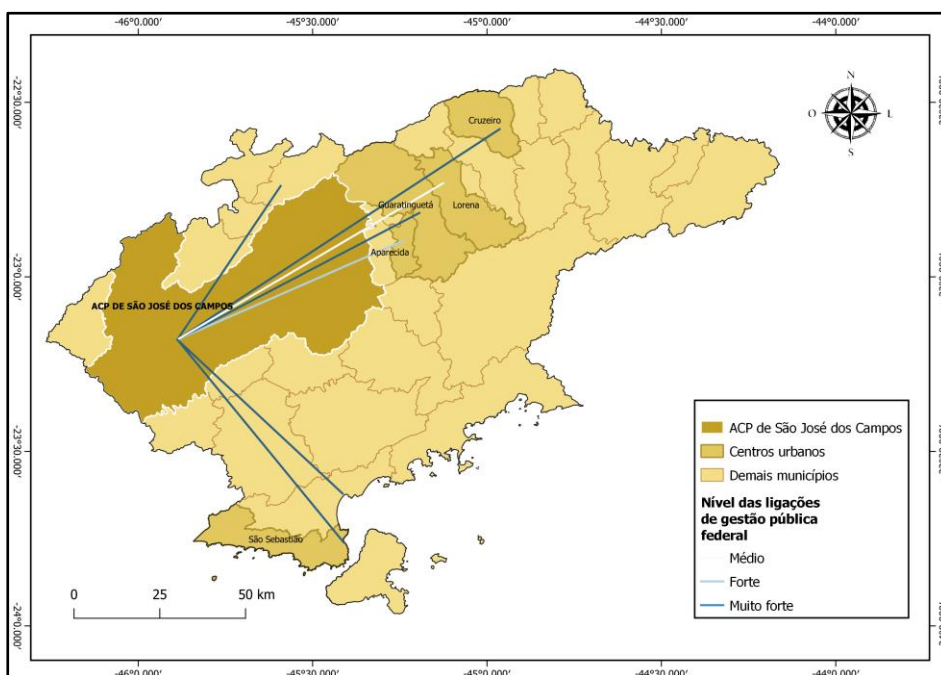 -46°0.000' -45°30.000' -45°0.000' -44°30.000' -44°0.000'
-22°30.000'
-23°0.000'
-23°30.000'
-24°0.000'
N
O L
S
Cruzeiro
Guaratinguetá
Lorena
Aparecida
ACP DE SÃO JOSÉ DOS CAMPOS
São Sebastião
0 25 50 km
ACP de São José dos Campos
Centros urbanos
Demais municípios
Nível das ligações
de gestão pública
federal
Médio
Forte
Muito forte
-24°0.000'
-46°0.000' -45°30.000' -45°0.000' -44°30.000' -44°0.000'